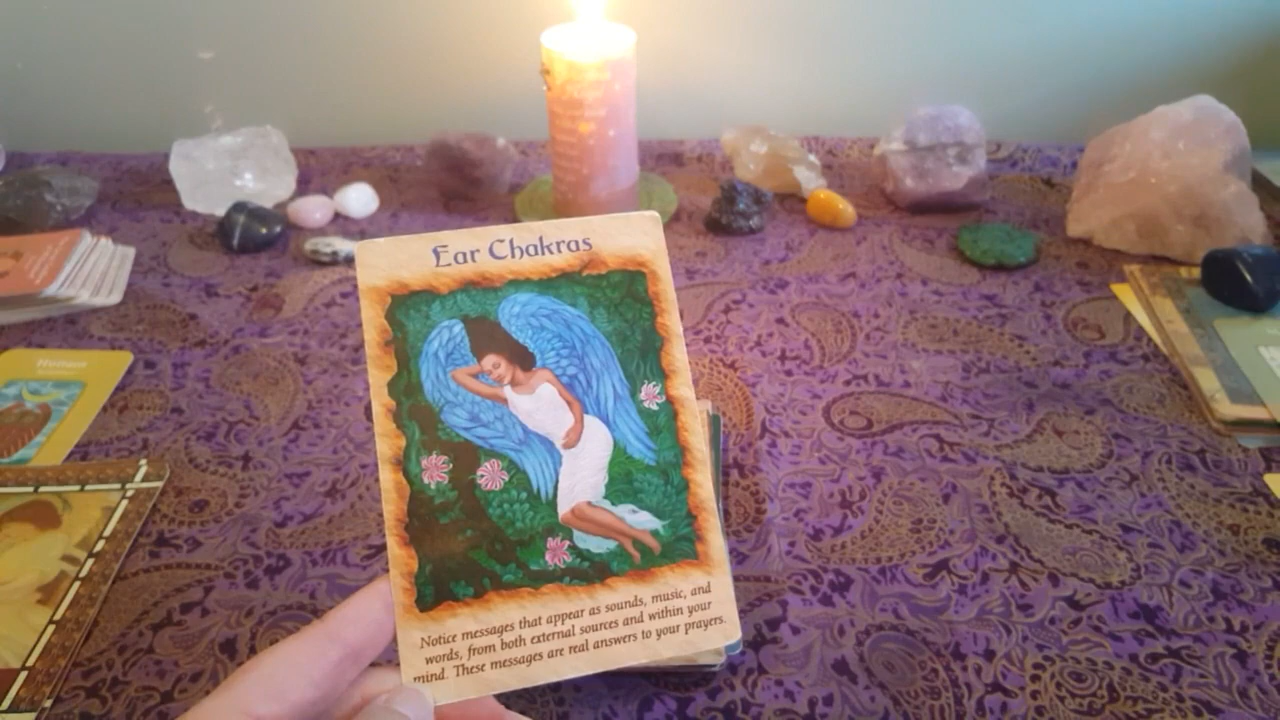 Ear Chakras
Notice messages that appear as sounds, music, and
words, from both external sources and within your
mind. These messages are real answers to your prayers.